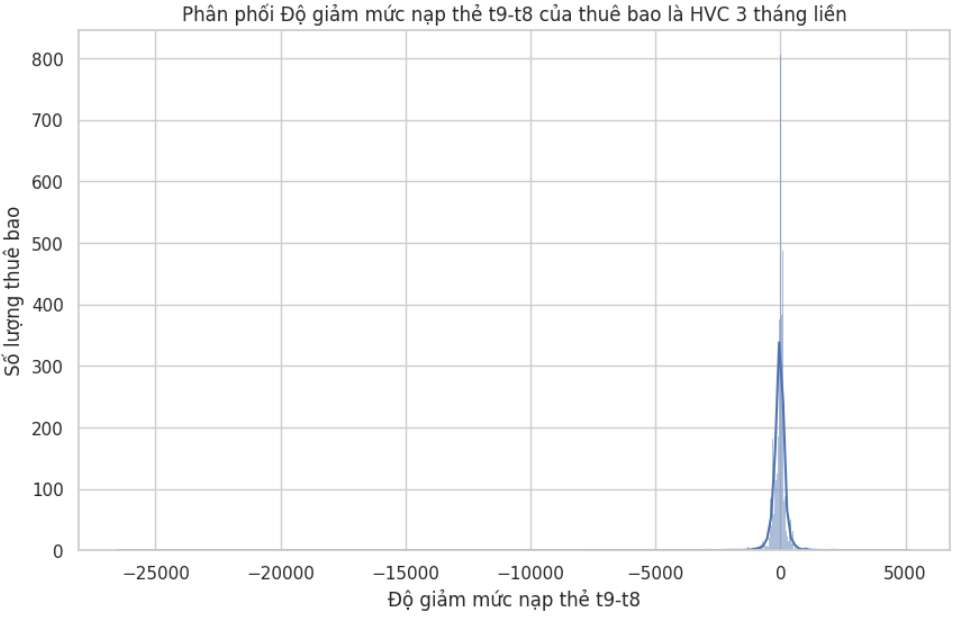 Phân phối Độ giảm mức nạp thẻ t9-t8 của thuê bao là HVC 3 tháng liền
800
700
600
500
400
300
200
100
0
Số lượng thuê bao
−25000 −20000 −15000 −10000 −5000 0 5000
Độ giảm mức nạp thẻ t9-t8